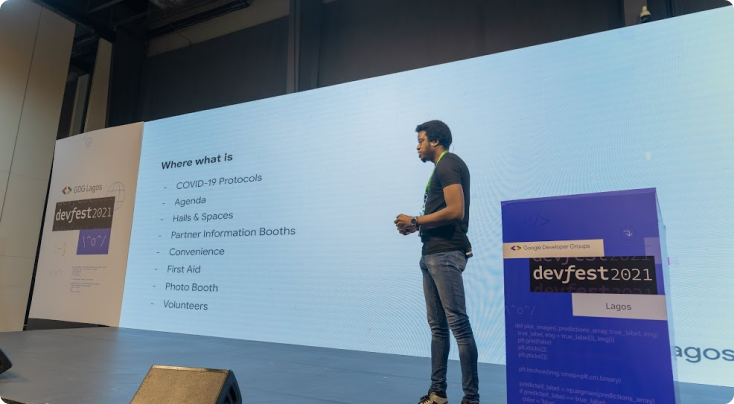 Where what is
- COVID-19 Protocols
- Agenda
- Halls & Spaces
- Partner Information Booths
- Convenience
- First Aid
- Photo Booth
- Volunteers
GDG Lagos
devfest2021
\^o^/
Google Developer Groups
devfest2021
Lagos
agos